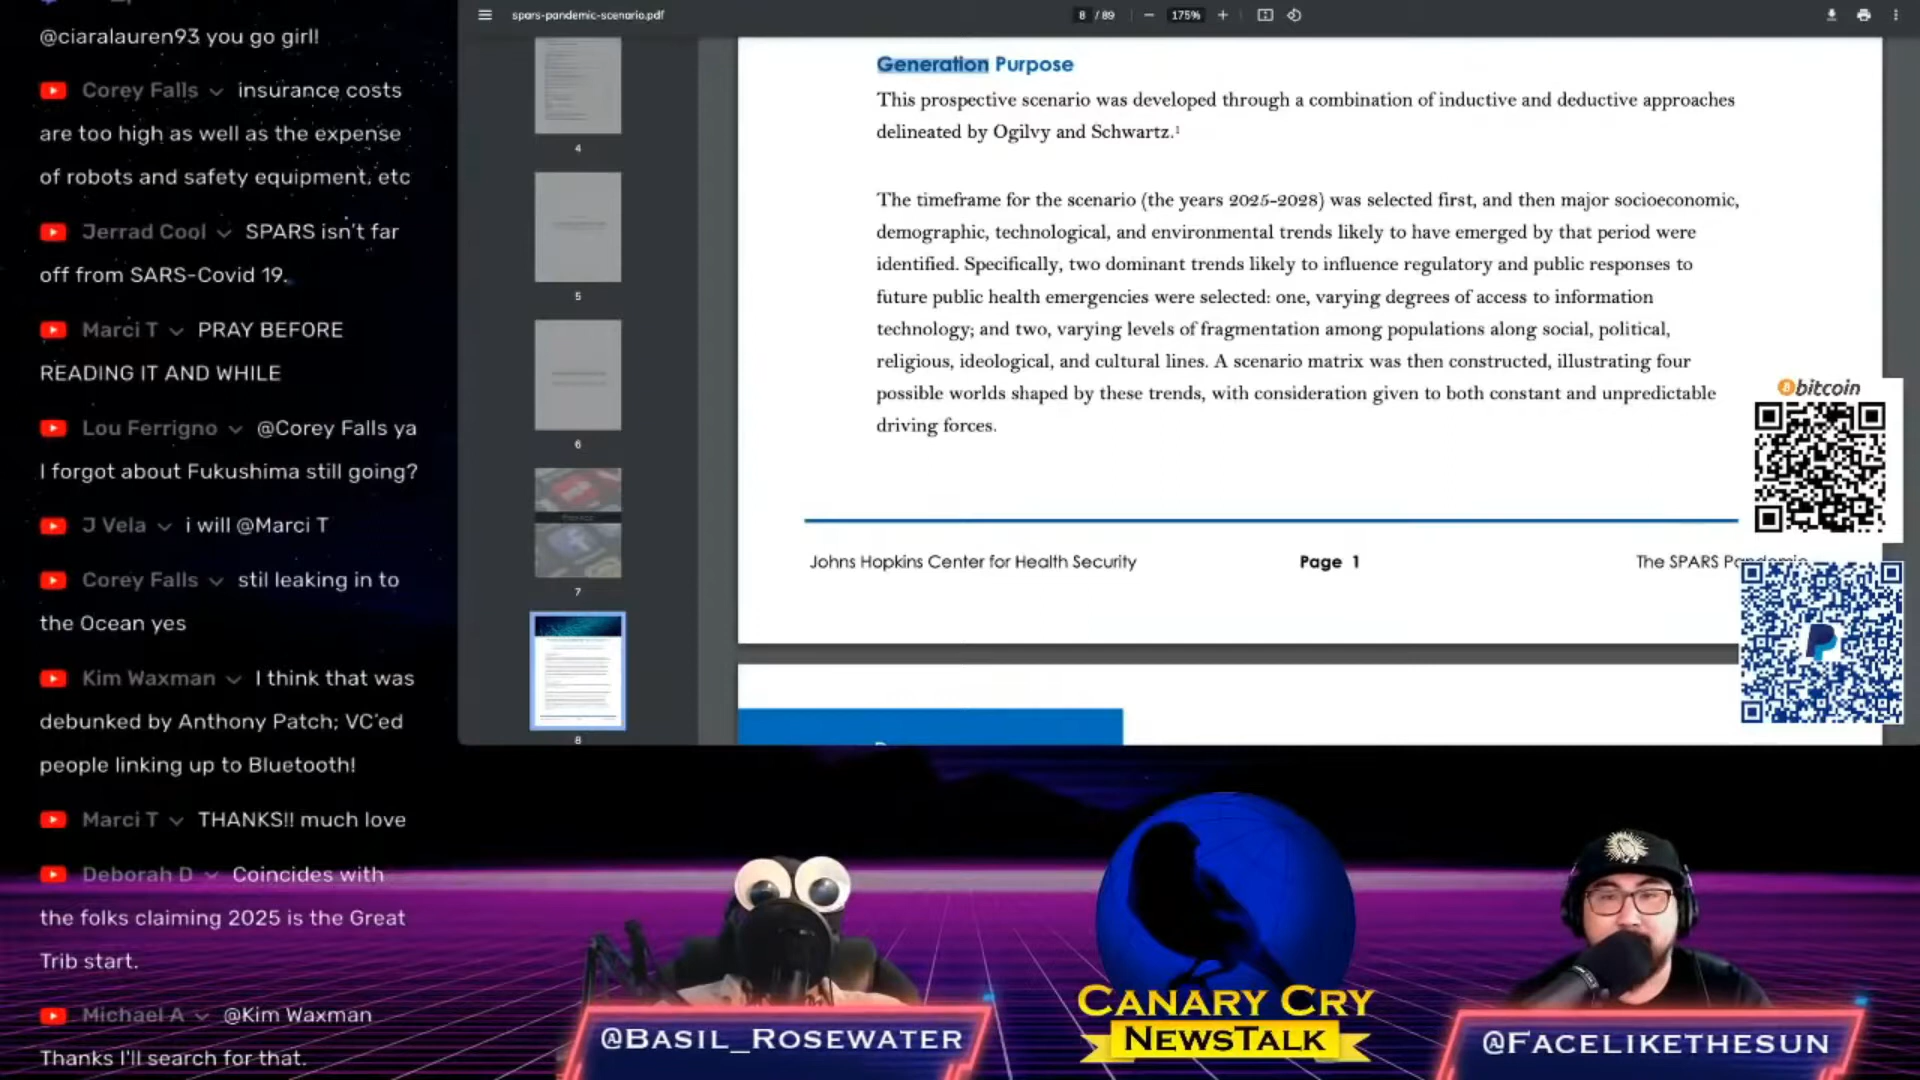 @ciaralauren93 you go girl!
Corey Falls insurance costs
are too high as well as the expense
of robots and safety equipment, etc
Jerrad Cool SPARS isn't far
off from SARS-Covid 19.
Marci T PRAY BEFORE
READING IT AND WHILE
Lou Ferrigno @Corey Falls ya
I forgot about Fukushima still going?
J Vela i will @Marci T
Corey Falls stil leaking in to
the Ocean yes
Kim Waxman I think that was
debunked by Anthony Patch; VC'ed
people linking up to Bluetooth!
Marci T THANKS!! much love
Deborah D Coincides with
the folks claiming 2025 is the Great
Trib start.
Michael A @Kim Waxman
Thanks I'll search for that.
spars-pandemic-scenario.pdf
8 / 89
175%
4
5
6
7
8
Generation Purpose
This prospective scenario was developed through a combination of inductive and deductive approaches
delineated by Ogilvy and Schwartz.¹
The timeframe for the scenario (the years 2025-2028) was selected first, and then major socioeconomic,
demographic, technological, and environmental trends likely to have emerged by that period were
identified. Specifically, two dominant trends likely to influence regulatory and public responses to
future public health emergencies were selected: one, varying degrees of access to information
technology; and two, varying levels of fragmentation among populations along social, political,
religious, ideological, and cultural lines. A scenario matrix was then constructed, illustrating four
possible worlds shaped by these trends, with consideration given to both constant and unpredictable
driving forces.
Johns Hopkins Center for Health Security
Page 1
The SPARS Pandemic
bitcoin
@BASIL_ROSEWATER
CANARY CRY
NEWSTALK
@FACELIKETHESUN